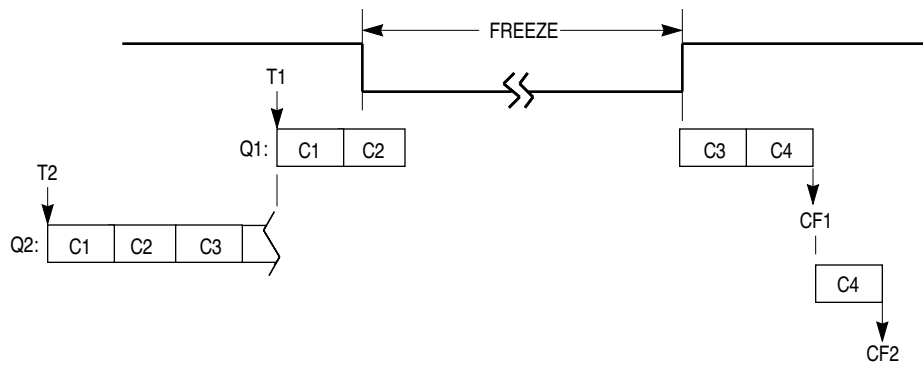 FREEZE
T1
Q1: C1 C2 C3 C4
T2
CF1
Q2: C1 C2 C3
C4
CF2